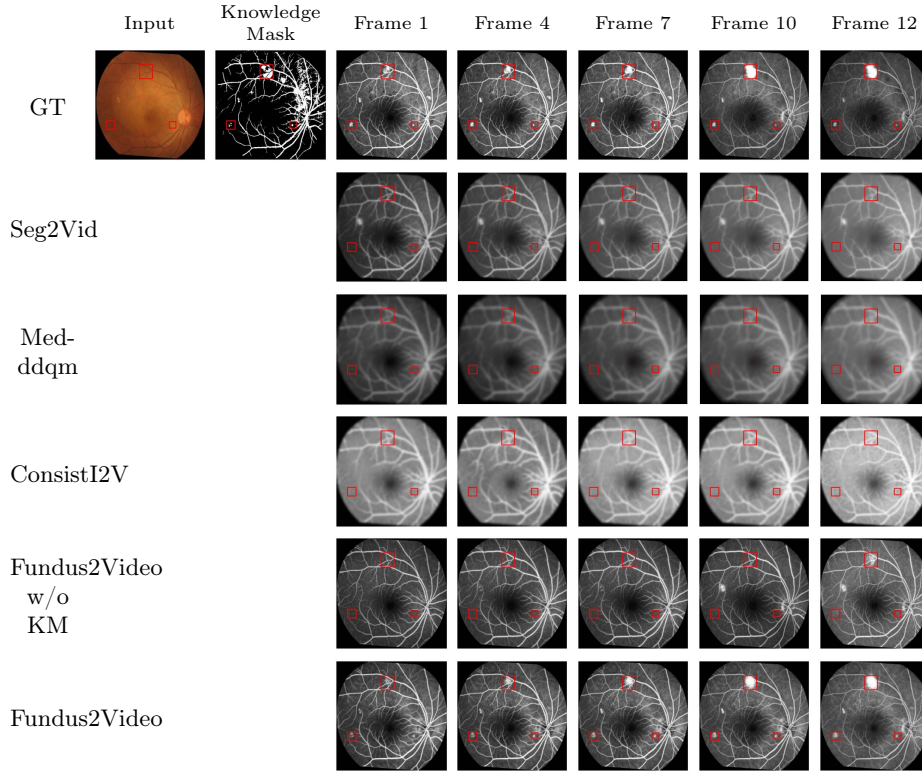 Input
Knowledge
Mask
Frame 1
Frame 4
Frame 7
Frame 10
Frame 12
GT
Seg2Vid
Med-
ddqm
ConsistI2V
Fundus2Video
w/o
KM
Fundus2Video